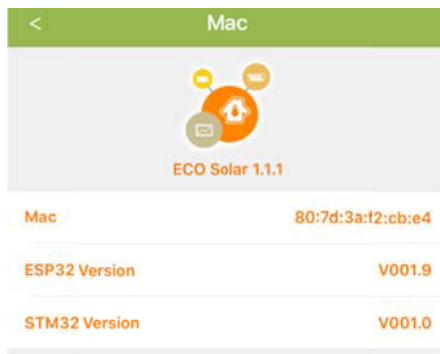 < Mac
ECO Solar 1.1.1
Mac 80:7d:3a:f2:cb:e4
ESP32 Version V001.9
STM32 Version V001.0